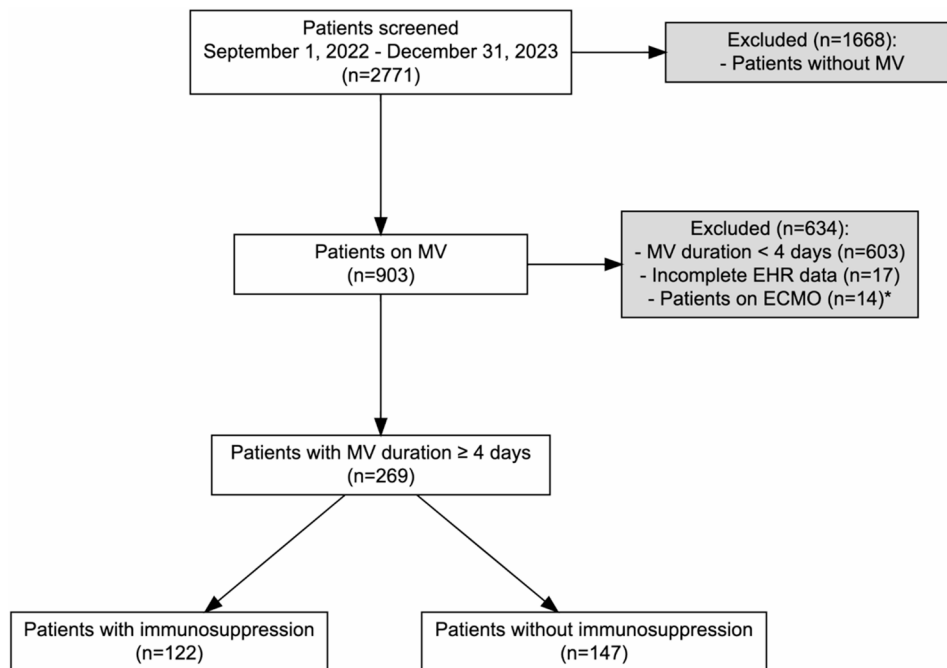 Patients screened
September 1, 2022 - December 31, 2023
(n=2771)
Excluded (n=1668):
- Patients without MV
Patients on MV
(n=903)
Excluded (n=634):
- MV duration < 4 days (n=603)
- Incomplete EHR data (n=17)
- Patients on ECMO (n=14)*
Patients with MV duration ≥ 4 days
(n=269)
Patients with immunosuppression
(n=122)
Patients without immunosuppression
(n=147)